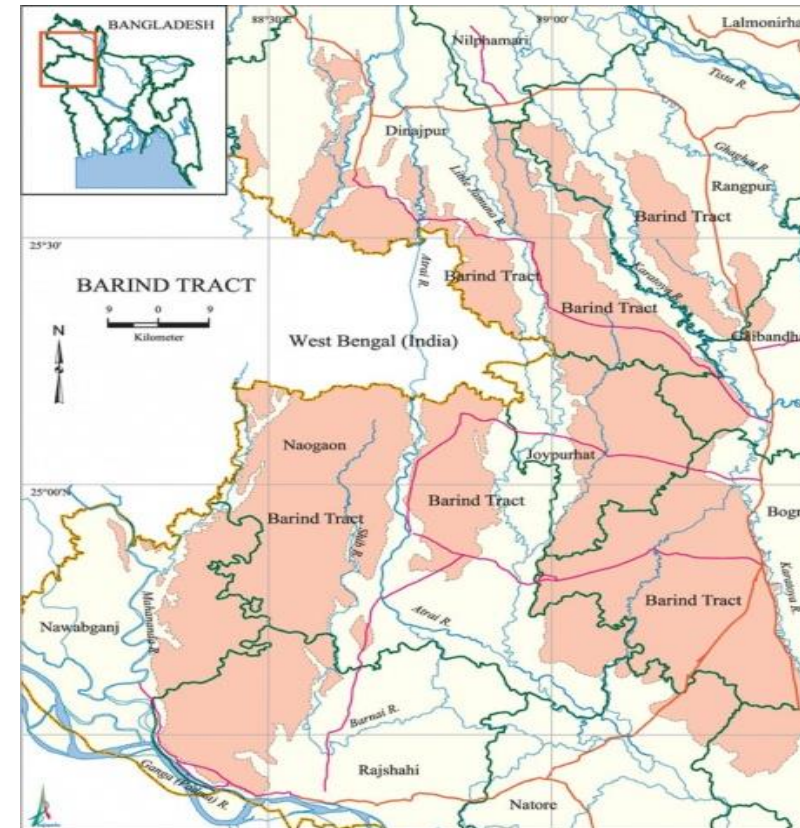 BANGLADESH
88°30'E
89°00'
Lalmonirha
Nilphamari
Tista R.
Dinajpur
Ghaghat R.
Little Jamuna R.
Rangpur
Barind Tract
25°30'
Atrai R.
Barind Tract
Karatoya R.
BARIND TRACT
Barind Tract
9 0 9
Kilometer
N
West Bengal (India)
Gaibandha
Naogaon
Joypurhat
25°00'N
Barind Tract
Barind Tract
Bogr
Shib R.
Karatoya R.
Mahananda R.
Barind Tract
Atrai R.
Nawabganj
Barnai R.
Ganga (Padma) R.
Rajshahi
Natore